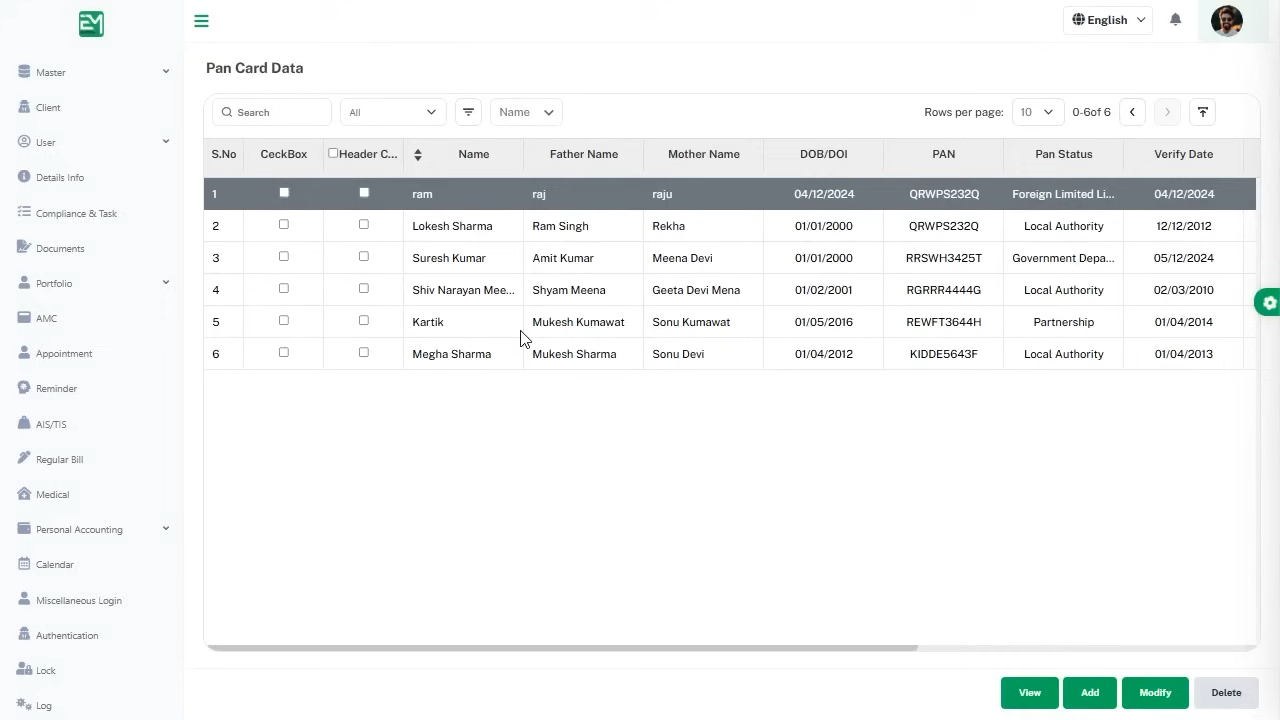 EM
English
Master
Client
User
Details Info
Compliance & Task
Documents
Portfolio
AMC
Appointment
Reminder
AIS/TIS
Regular Bill
Medical
Personal Accounting
Calendar
Miscellaneous Login
Authentication
Lock
Log
Pan Card Data
Search All Name Rows per page: 10 0-6of 6
S.No CeckBox Header C... Name Father Name Mother Name DOB/DOI PAN Pan Status Verify Date
1 ram raj raju 04/12/2024 QRWPS232Q Foreign Limited Li... 04/12/2024
2 Lokesh Sharma Ram Singh Rekha 01/01/2000 QRWPS232Q Local Authority 12/12/2012
3 Suresh Kumar Amit Kumar Meena Devi 01/01/2000 RRSWH3425T Government Depa... 05/12/2024
4 Shiv Narayan Mee... Shyam Meena Geeta Devi Mena 01/02/2001 RGRRR4444G Local Authority 02/03/2010
5 Kartik Mukesh Kumawat Sonu Kumawat 01/05/2016 REWFT3644H Partnership 01/04/2014
6 Megha Sharma Mukesh Sharma Sonu Devi 01/04/2012 KIDDE5643F Local Authority 01/04/2013
View Add Modify Delete